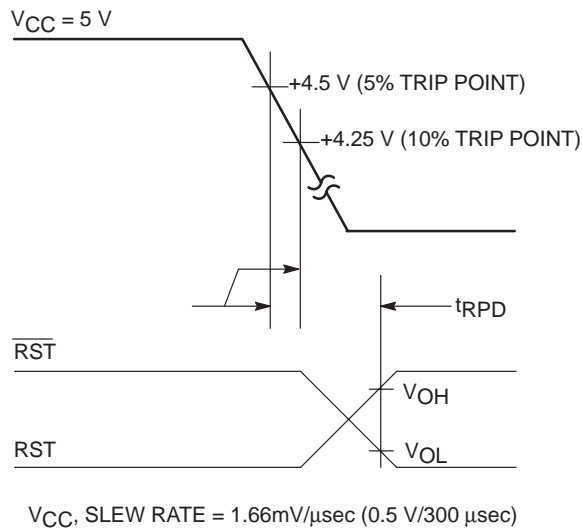 VCC = 5 V
+4.5 V (5% TRIP POINT)
+4.25 V (10% TRIP POINT)
tRPD
RST
VOH
RST
VOL
VCC, SLEW RATE = 1.66mV/μsec (0.5 V/300 μsec)